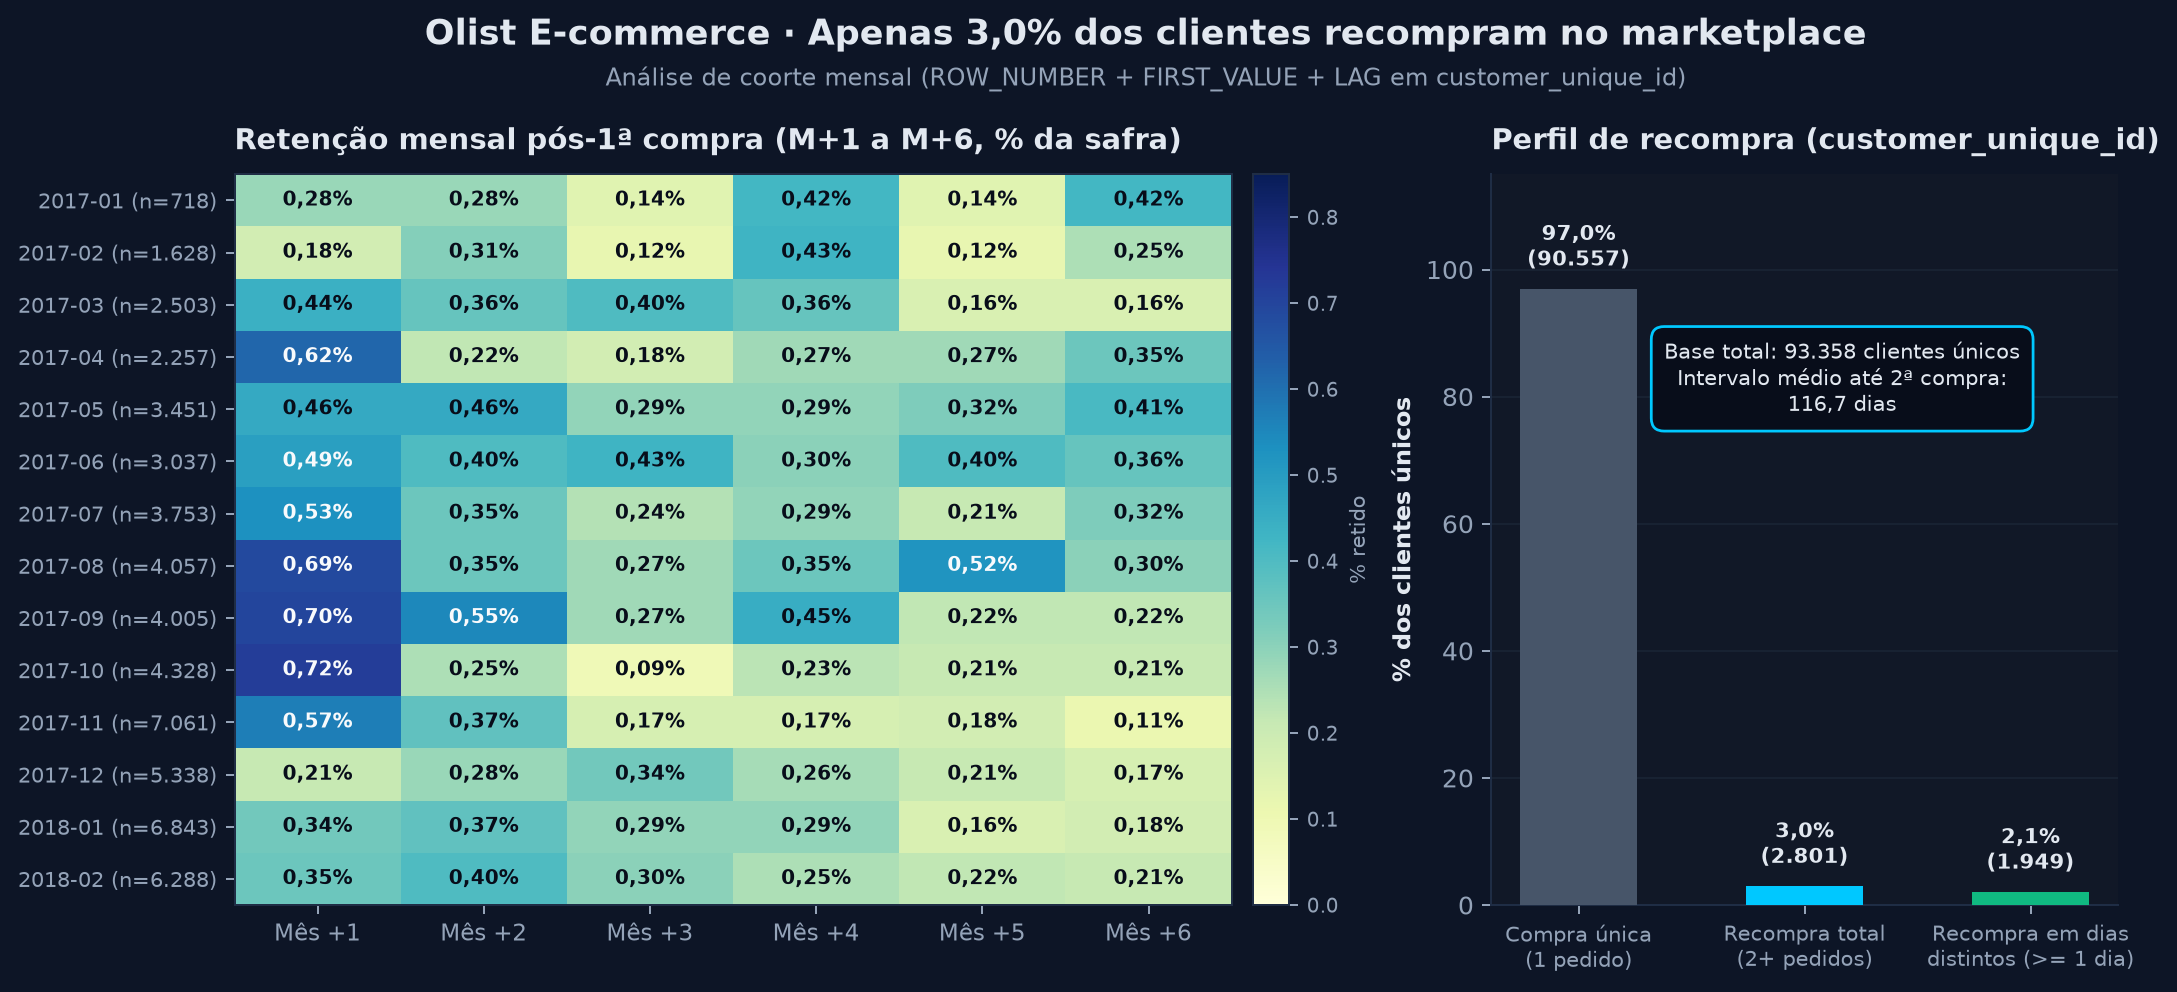 Olist E-commerce · Apenas 3,0% dos clientes recompram no marketplace
Análise de coorte mensal (ROW_NUMBER + FIRST_VALUE + LAG em customer_unique_id)
Retenção mensal pós-1ª compra (M+1 a M+6, % da safra)
2017-01 (n=718) 0,28% 0,28% 0,14% 0,42% 0,14% 0,42%
2017-02 (n=1.628) 0,18% 0,31% 0,12% 0,43% 0,12% 0,25%
2017-03 (n=2.503) 0,44% 0,36% 0,40% 0,36% 0,16% 0,16%
2017-04 (n=2.257) 0,62% 0,22% 0,18% 0,27% 0,27% 0,35%
2017-05 (n=3.451) 0,46% 0,46% 0,29% 0,29% 0,32% 0,41%
2017-06 (n=3.037) 0,49% 0,40% 0,43% 0,30% 0,40% 0,36%
2017-07 (n=3.753) 0,53% 0,35% 0,24% 0,29% 0,21% 0,32%
2017-08 (n=4.057) 0,69% 0,35% 0,27% 0,35% 0,52% 0,30%
2017-09 (n=4.005) 0,70% 0,55% 0,27% 0,45% 0,22% 0,22%
2017-10 (n=4.328) 0,72% 0,25% 0,09% 0,23% 0,21% 0,21%
2017-11 (n=7.061) 0,57% 0,37% 0,17% 0,17% 0,18% 0,11%
2017-12 (n=5.338) 0,21% 0,28% 0,34% 0,26% 0,21% 0,17%
2018-01 (n=6.843) 0,34% 0,37% 0,29% 0,29% 0,16% 0,18%
2018-02 (n=6.288) 0,35% 0,40% 0,30% 0,25% 0,22% 0,21%
Mês +1 Mês +2 Mês +3 Mês +4 Mês +5 Mês +6
0.8
0.7
0.6
0.5
0.4
0.3
0.2
0.1
0.0
% retido
Perfil de recompra (customer_unique_id)
% dos clientes únicos
100
80
60
40
20
0
97,0%
(90.557)
Base total: 93.358 clientes únicos
Intervalo médio até 2ª compra:
116,7 dias
3,0%
(2.801)
2,1%
(1.949)
Compra única
(1 pedido)
Recompra total
(2+ pedidos)
Recompra em dias
distintos (>= 1 dia)